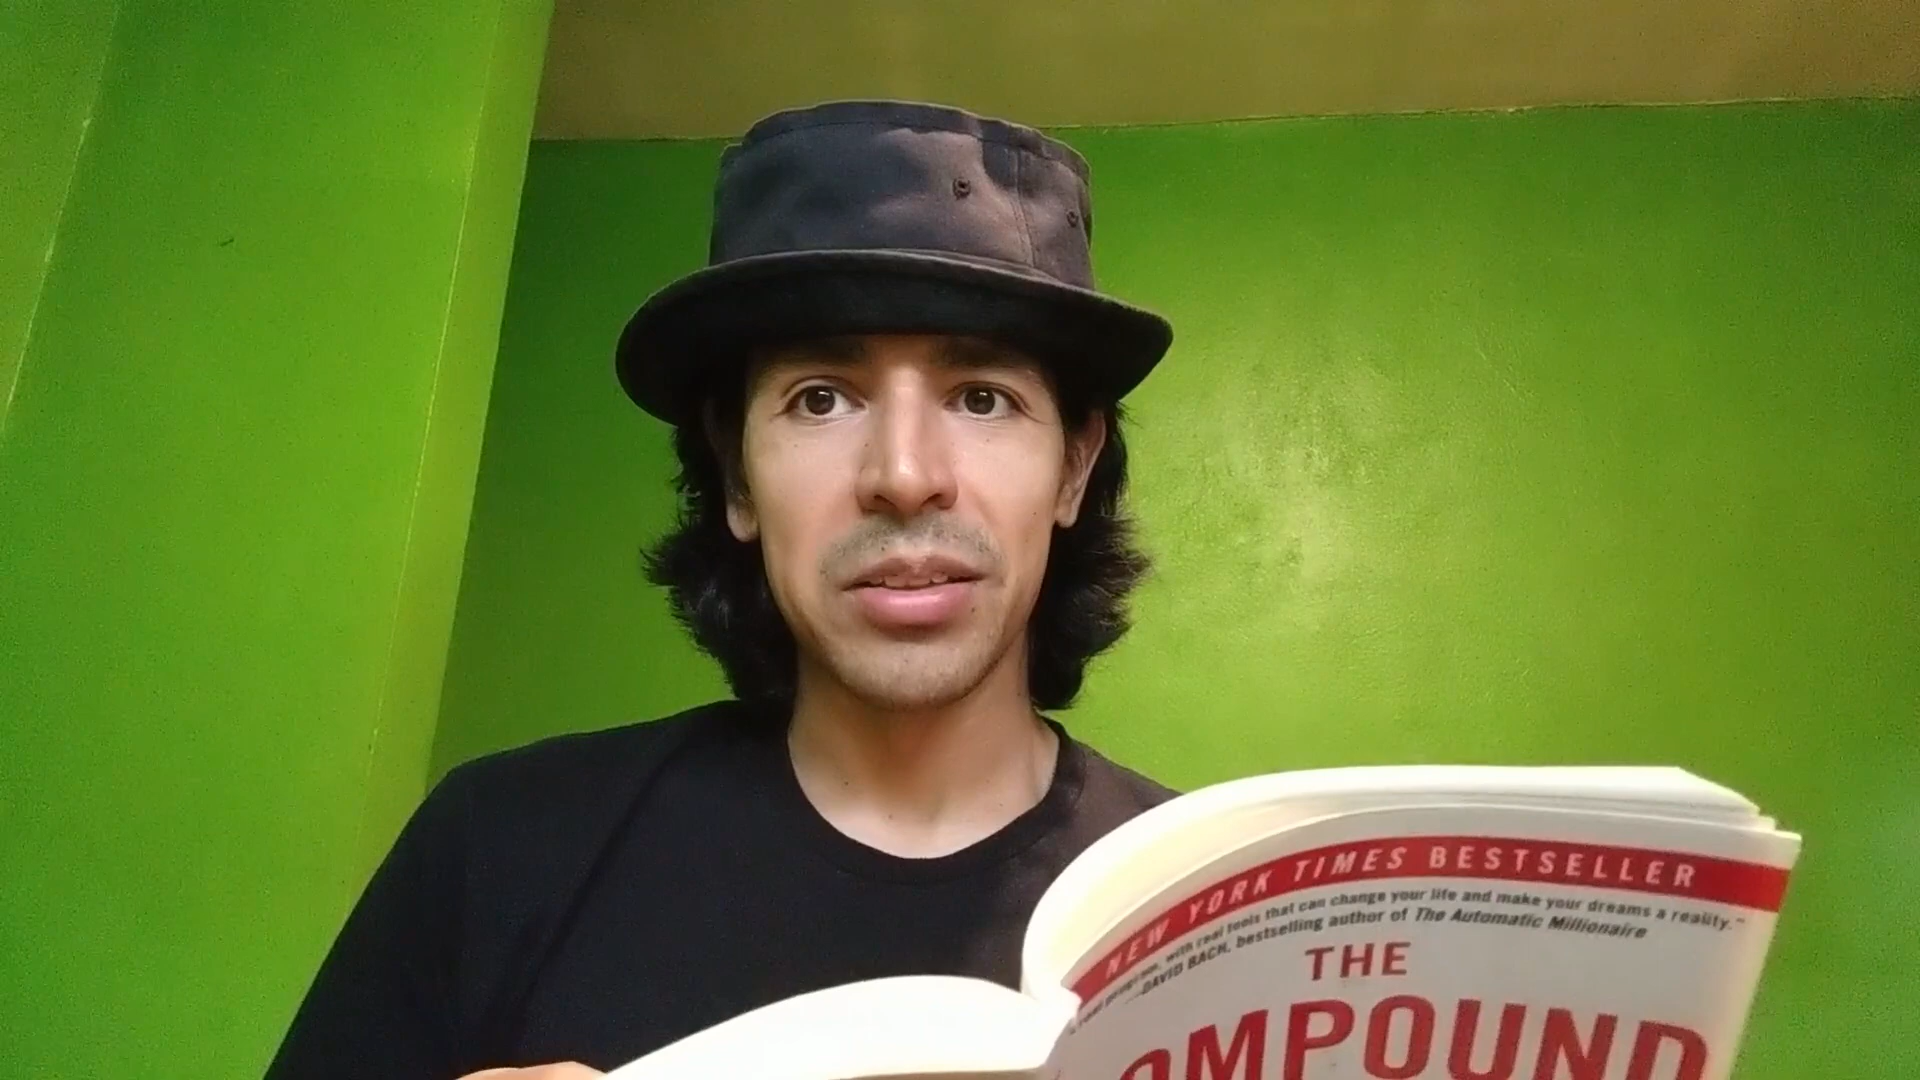 NEW YORK TIMES BESTSELLER
program, with real tools that can change your life and make your dreams a reality."
—DAVID BACH, bestselling author of The Automatic Millionaire
THE
OMPOUND